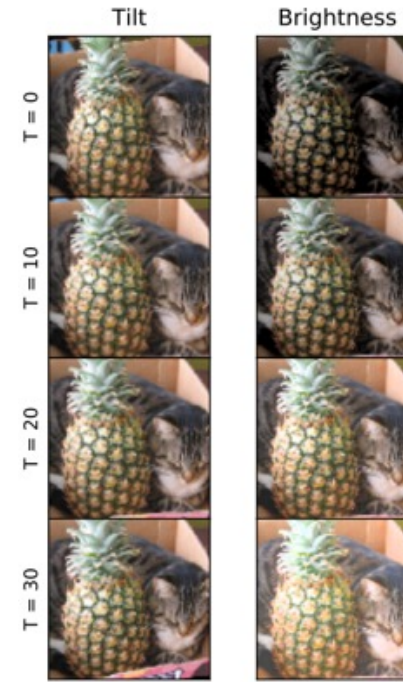 Tilt Brightness
T = 0
T = 10
T = 20
T = 30